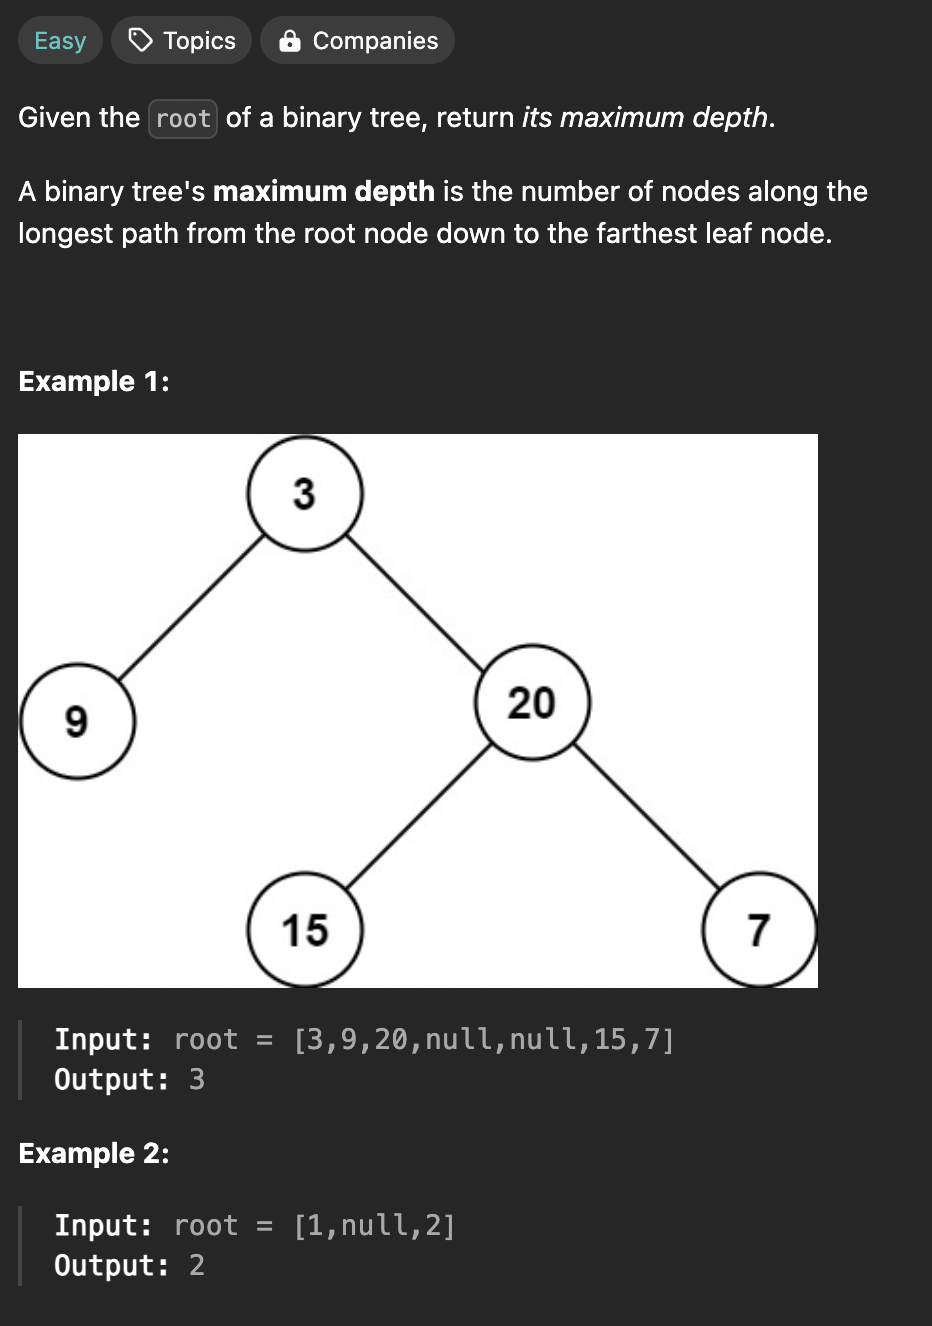 Easy Topics Companies
Given the root of a binary tree, return its maximum depth.
A binary tree's maximum depth is the number of nodes along the
longest path from the root node down to the farthest leaf node.
Example 1:
3
9
20
15
7
Input: root = [3,9,20,null,null,15,7]
Output: 3
Example 2:
Input: root = [1,null,2]
Output: 2